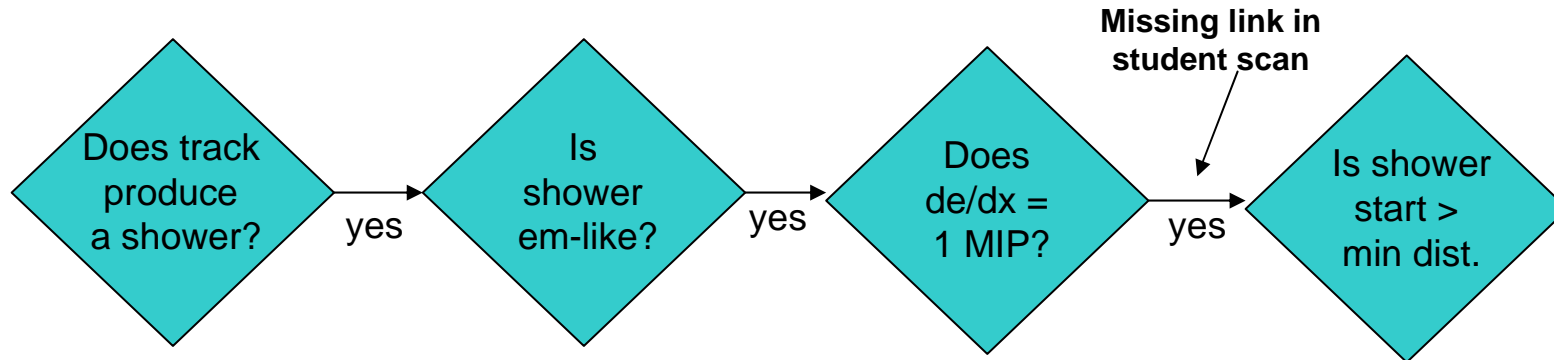 Missing link in
student scan
Does track
produce
a shower?
yes
Is
shower
em-like?
yes
Does
de/dx =
1 MIP?
yes
Is shower
start >
min dist.